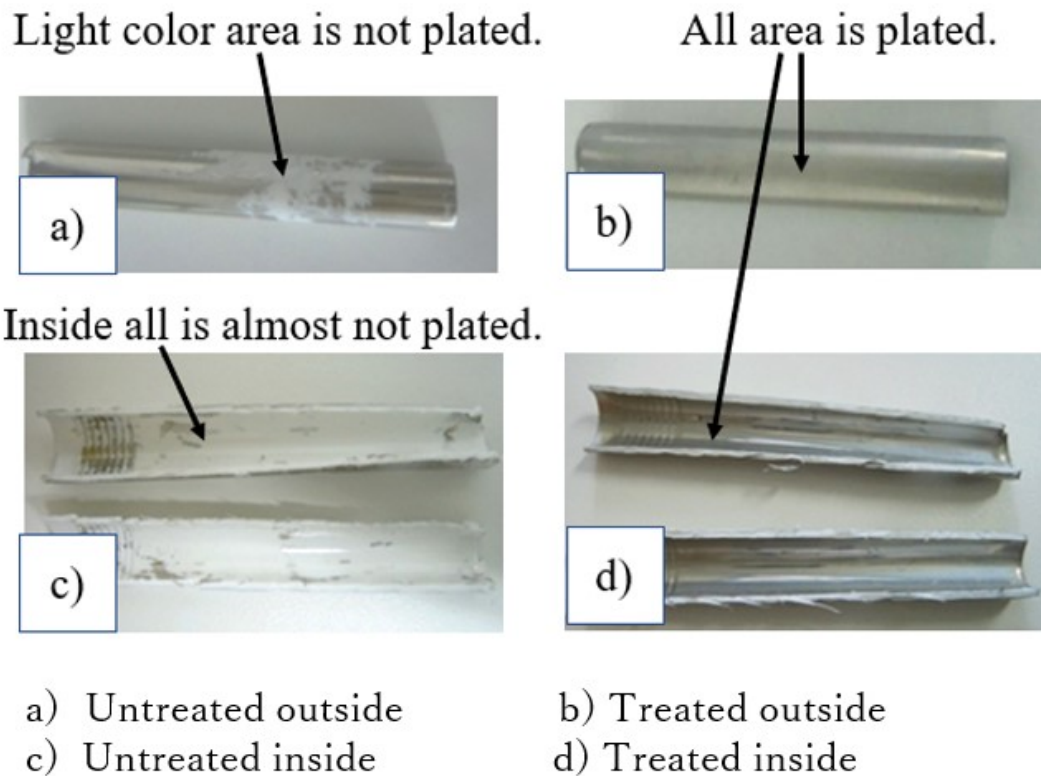 Light color area is not plated.
All area is plated.
a)
b)
Inside all is almost not plated.
c)
d)
a) Untreated outside
b) Treated outside
c) Untreated inside
d) Treated inside